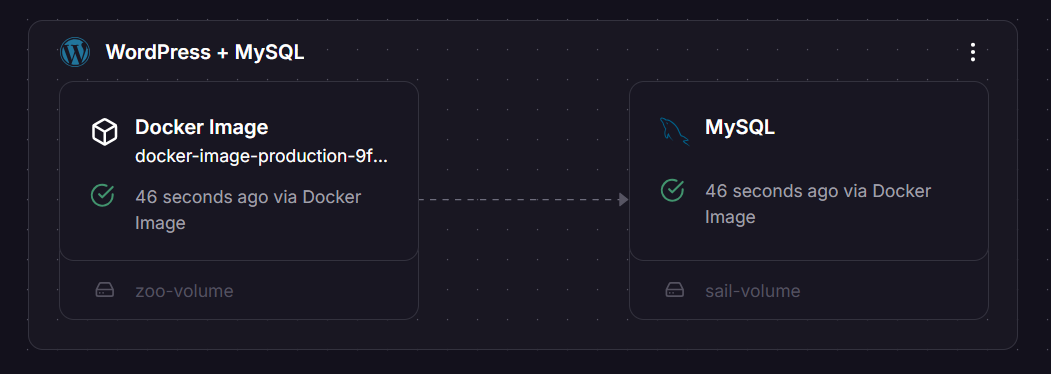 WordPress + MySQL
Docker Image
docker-image-production-9f...
46 seconds ago via Docker
Image
zoo-volume
MySQL
46 seconds ago via Docker
Image
sail-volume